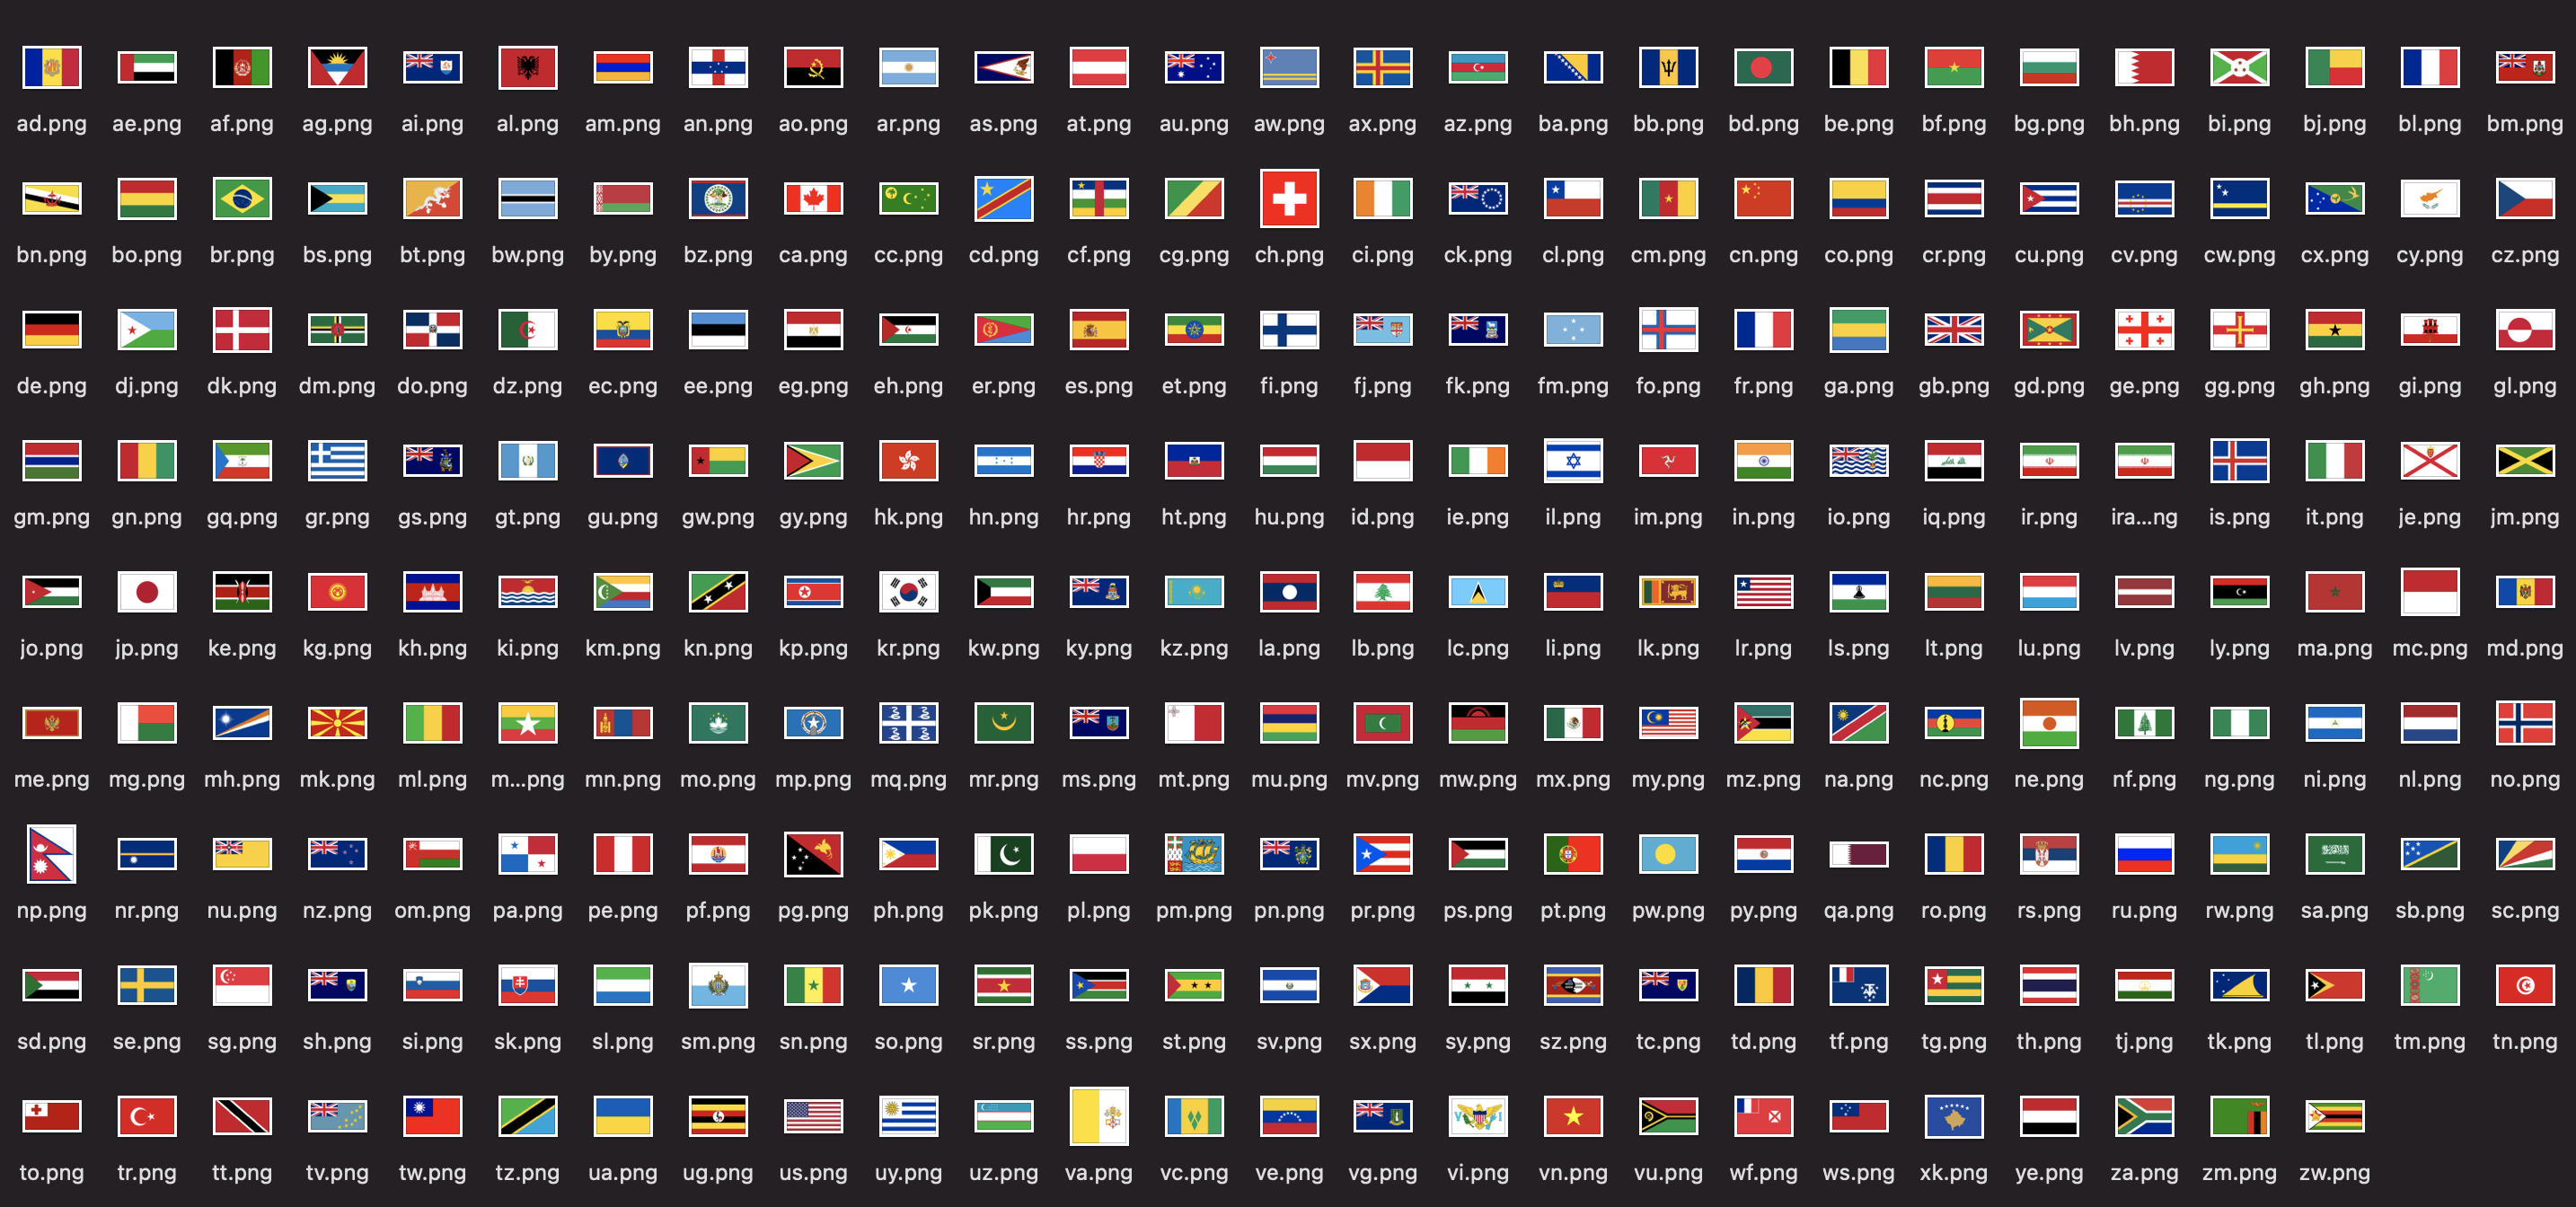 ad.png ae.png af.png ag.png ai.png al.png am.png an.png ao.png ar.png as.png at.png au.png aw.png ax.png az.png ba.png bb.png bd.png be.png bf.png bg.png bh.png bi.png bj.png bl.png bm.png
bn.png bo.png br.png bs.png bt.png bw.png by.png bz.png ca.png cc.png cd.png cf.png cg.png ch.png ci.png ck.png cl.png cm.png cn.png co.png cr.png cu.png cv.png cw.png cx.png cy.png cz.png
de.png dj.png dk.png dm.png do.png dz.png ec.png ee.png eg.png eh.png er.png es.png et.png fi.png fj.png fk.png fm.png fo.png fr.png ga.png gb.png gd.png ge.png gg.png gh.png gi.png gl.png
gm.png gn.png gq.png gr.png gs.png gt.png gu.png gw.png gy.png hk.png hn.png hr.png ht.png hu.png id.png ie.png il.png im.png in.png io.png iq.png ir.png ira...ng is.png it.png je.png jm.png
jo.png jp.png ke.png kg.png kh.png ki.png km.png kn.png kp.png kr.png kw.png ky.png kz.png la.png lb.png lc.png li.png lk.png lr.png ls.png lt.png lu.png lv.png ly.png ma.png mc.png md.png
me.png mg.png mh.png mk.png ml.png m...png mn.png mo.png mp.png mq.png mr.png ms.png mt.png mu.png mv.png mw.png mx.png my.png mz.png na.png nc.png ne.png nf.png ng.png ni.png nl.png no.png
np.png nr.png nu.png nz.png om.png pa.png pe.png pf.png pg.png ph.png pk.png pl.png pm.png pn.png pr.png ps.png pt.png pw.png py.png qa.png ro.png rs.png ru.png rw.png sa.png sb.png sc.png
sd.png se.png sg.png sh.png si.png sk.png sl.png sm.png sn.png so.png sr.png ss.png st.png sv.png sx.png sy.png sz.png tc.png td.png tf.png tg.png th.png tj.png tk.png tl.png tm.png tn.png
to.png tr.png tt.png tv.png tw.png tz.png ua.png ug.png us.png uy.png uz.png va.png vc.png ve.png vg.png vi.png vn.png vu.png wf.png ws.png xk.png ye.png za.png zm.png zw.png